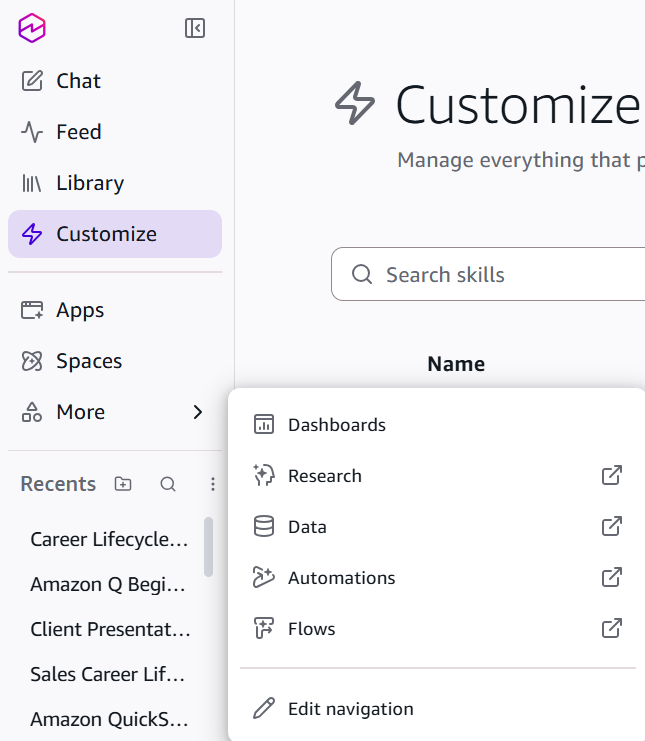 Chat
Feed
Library
Customize
Apps
Spaces
More
Recents
Career Lifecycle...
Amazon Q Begi...
Client Presentat...
Sales Career Lif...
Amazon QuickS...
Customize
Manage everything that p
Search skills
Name
Dashboards
Research
Data
Automations
Flows
Edit navigation